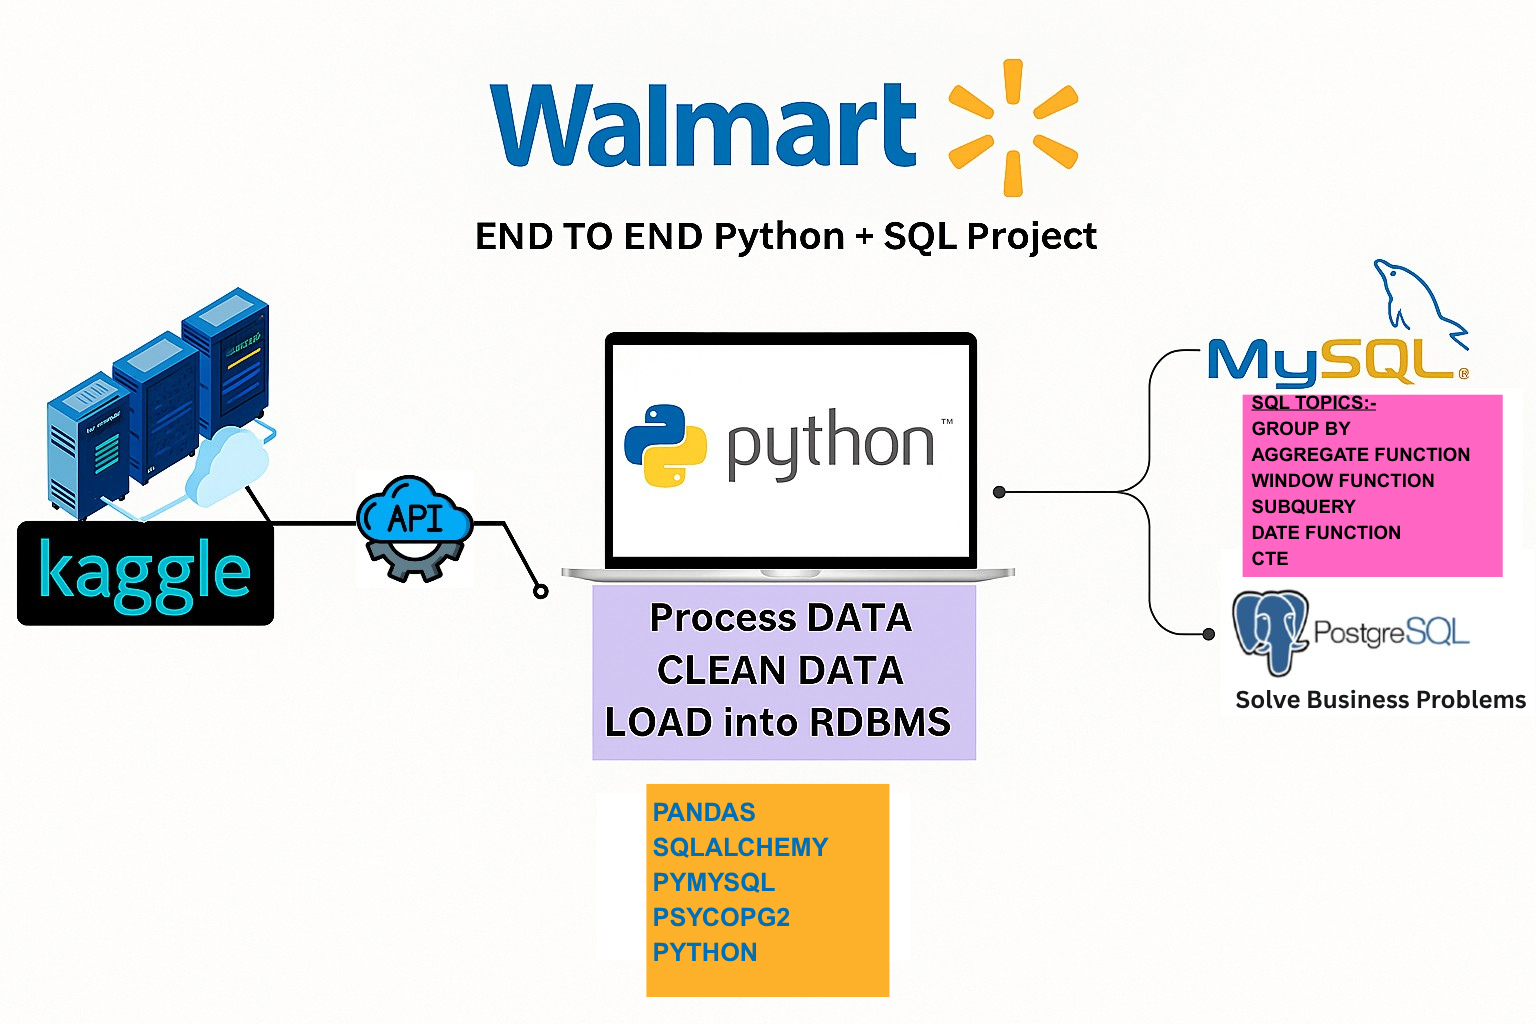 Walmart
END TO END Python + SQL Project
kaggle
API
python™
Process DATA
CLEAN DATA
LOAD into RDBMS
PANDAS
SQLALCHEMY
PYMYSQL
PSYCOPG2
PYTHON
MySQL®
SQL TOPICS:-
GROUP BY
AGGREGATE FUNCTION
WINDOW FUNCTION
SUBQUERY
DATE FUNCTION
CTE
PostgreSQL
Solve Business Problems